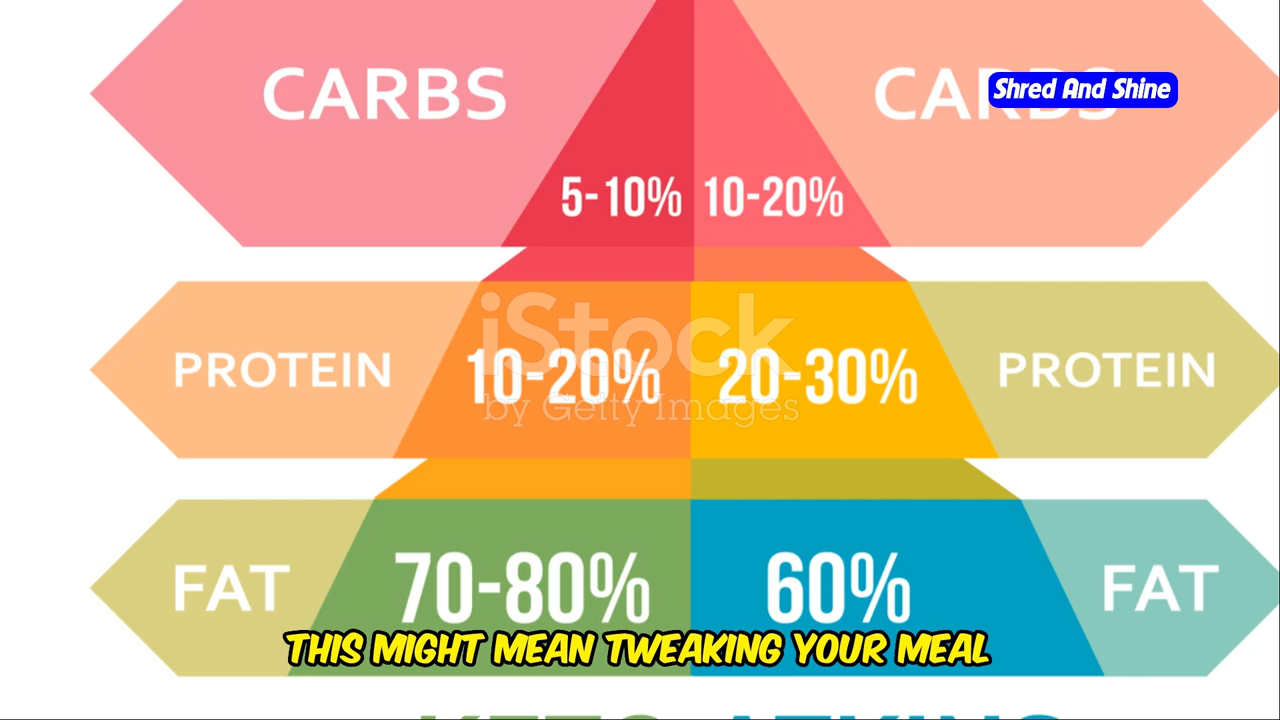 CARBS
CARBS
Shred And Shine
5-10%
10-20%
iStock
by Getty Images
PROTEIN
10-20%
20-30%
PROTEIN
FAT
70-80%
60%
FAT
THIS MIGHT MEAN TWEAKING YOUR MEAL